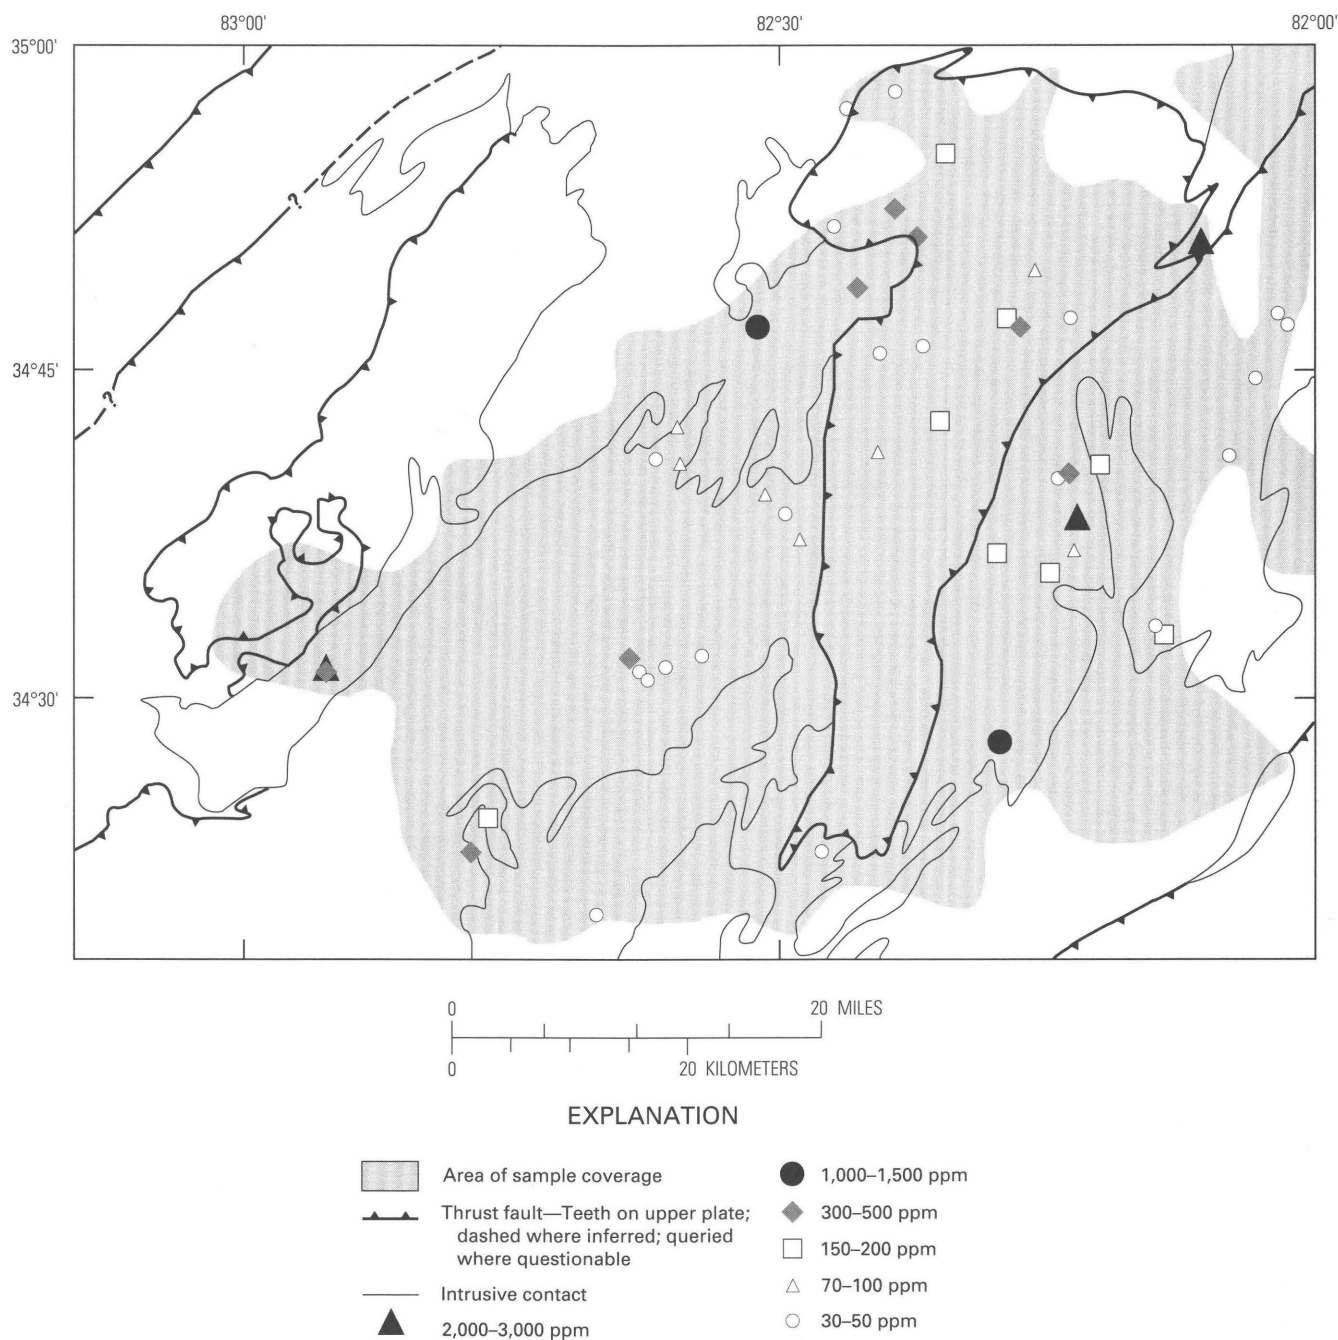 83°00'
82°30'
82°00'
35°00'
34°45'
34°30'
?
?
0
20 MILES
0
20 KILOMETERS
EXPLANATION
Area of sample coverage
Thrust fault—Teeth on upper plate;
dashed where inferred; queried
where questionable
Intrusive contact
2,000–3,000 ppm
1,000–1,500 ppm
300–500 ppm
150–200 ppm
70–100 ppm
30–50 ppm